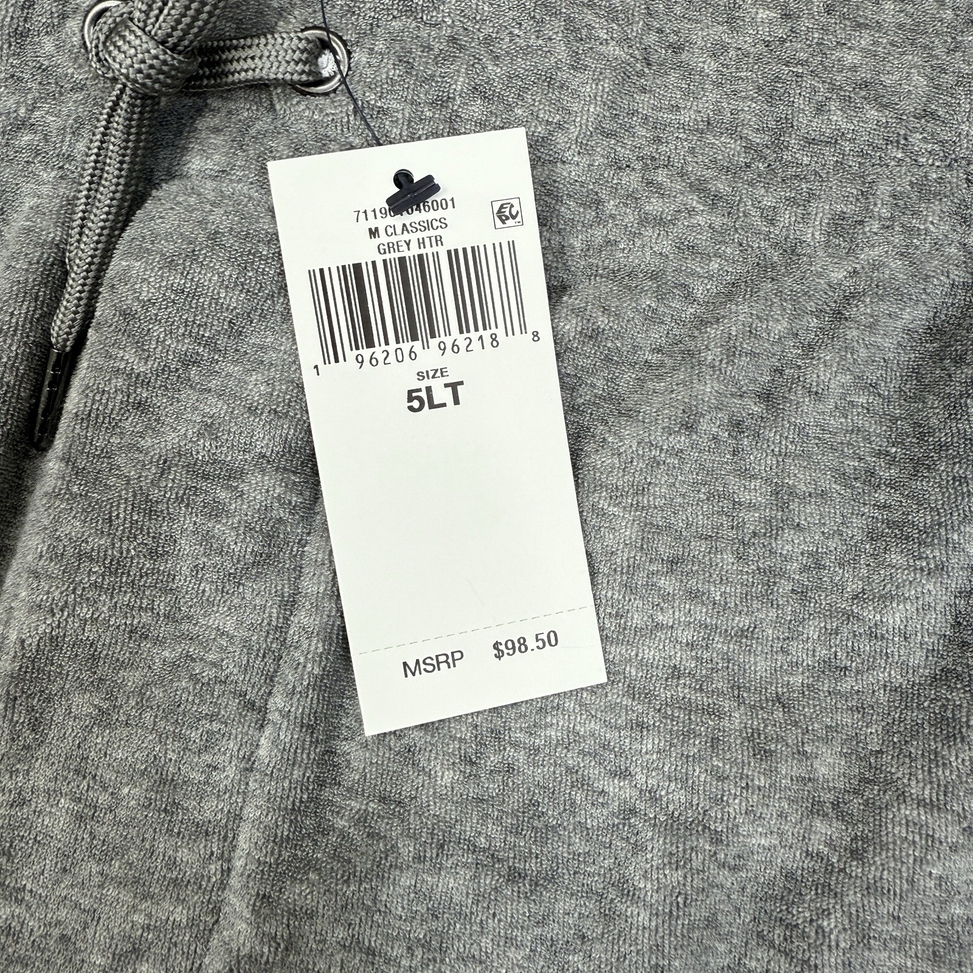 M CLASSICS
GREY HTR
1 96206 96218 8
SIZE
5LT
MSRP $98.50